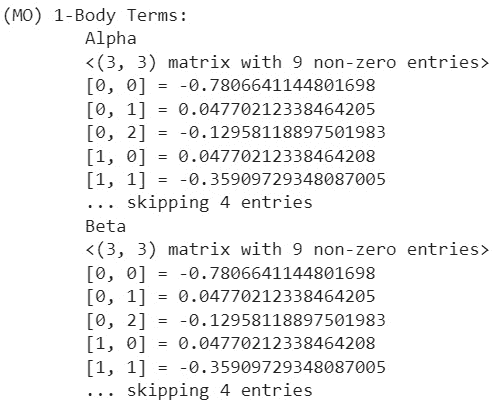 (MO) 1-Body Terms:
Alpha
<(3, 3) matrix with 9 non-zero entries>
[0, 0] = -0.7806641144801698
[0, 1] = 0.04770212338464205
[0, 2] = -0.12958118897501983
[1, 0] = 0.04770212338464208
[1, 1] = -0.35909729348087005
... skipping 4 entries
Beta
<(3, 3) matrix with 9 non-zero entries>
[0, 0] = -0.7806641144801698
[0, 1] = 0.04770212338464205
[0, 2] = -0.12958118897501983
[1, 0] = 0.04770212338464208
[1, 1] = -0.35909729348087005
... skipping 4 entries